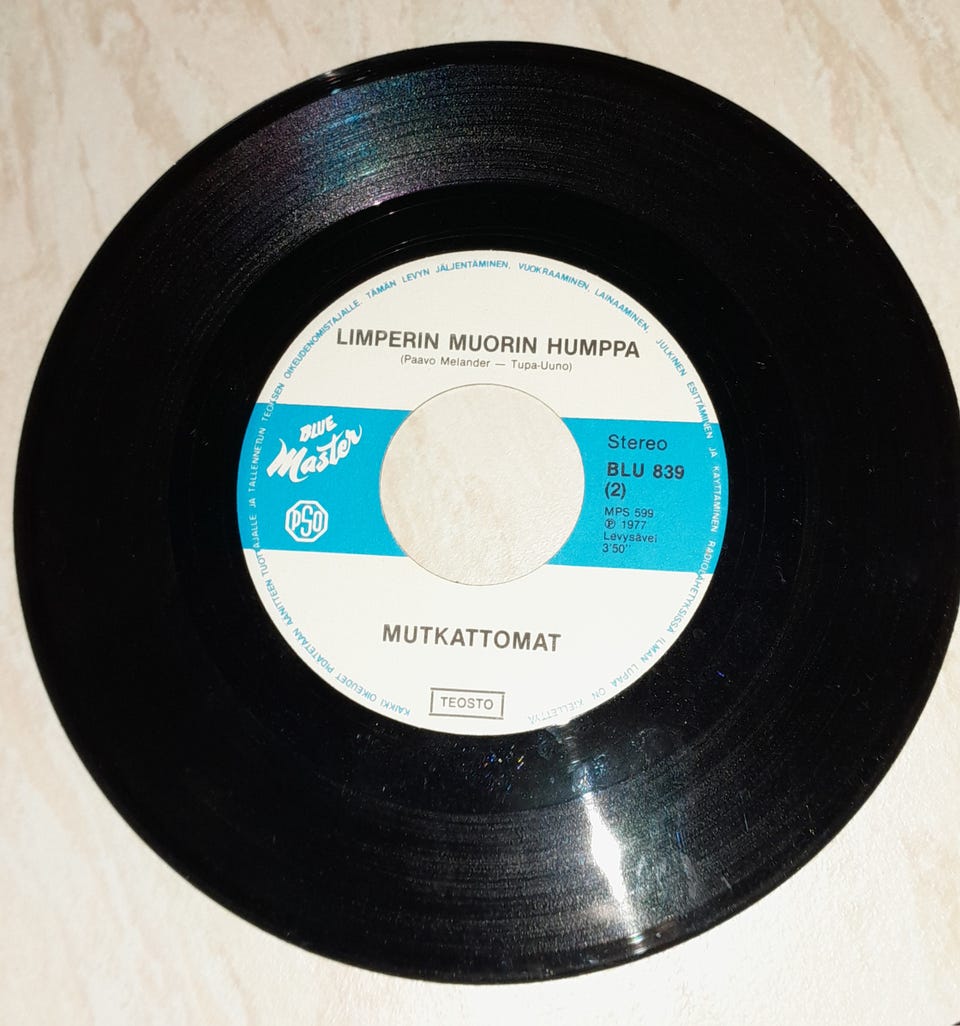 KAIKKI OIKEUDET PIDÄTETÄÄN ÄÄNITTEEN TUOTTAJALLE JA TALLENNETUN TEOKSEN OIKEUDENOMISTAJALLE. TÄMÄN LEVYN JÄLJENTÄMINEN, VUOKRAAMINEN, LAINAAMINEN, JULKINEN ESITTÄMINEN JA KÄYTTÄMINEN RADIOLÄHETYKSISSÄ ILMAN LUPAA ON KIELLETTYÄ
LIMPERIN MUORIN HUMPPA
(Paavo Melander — Tupa-Uuno)
BLUE
Master
PSO
Stereo
BLU 839
(2)
MPS 599
℗ 1977
Levysävel
3'50''
MUTKATTOMAT
TEOSTO